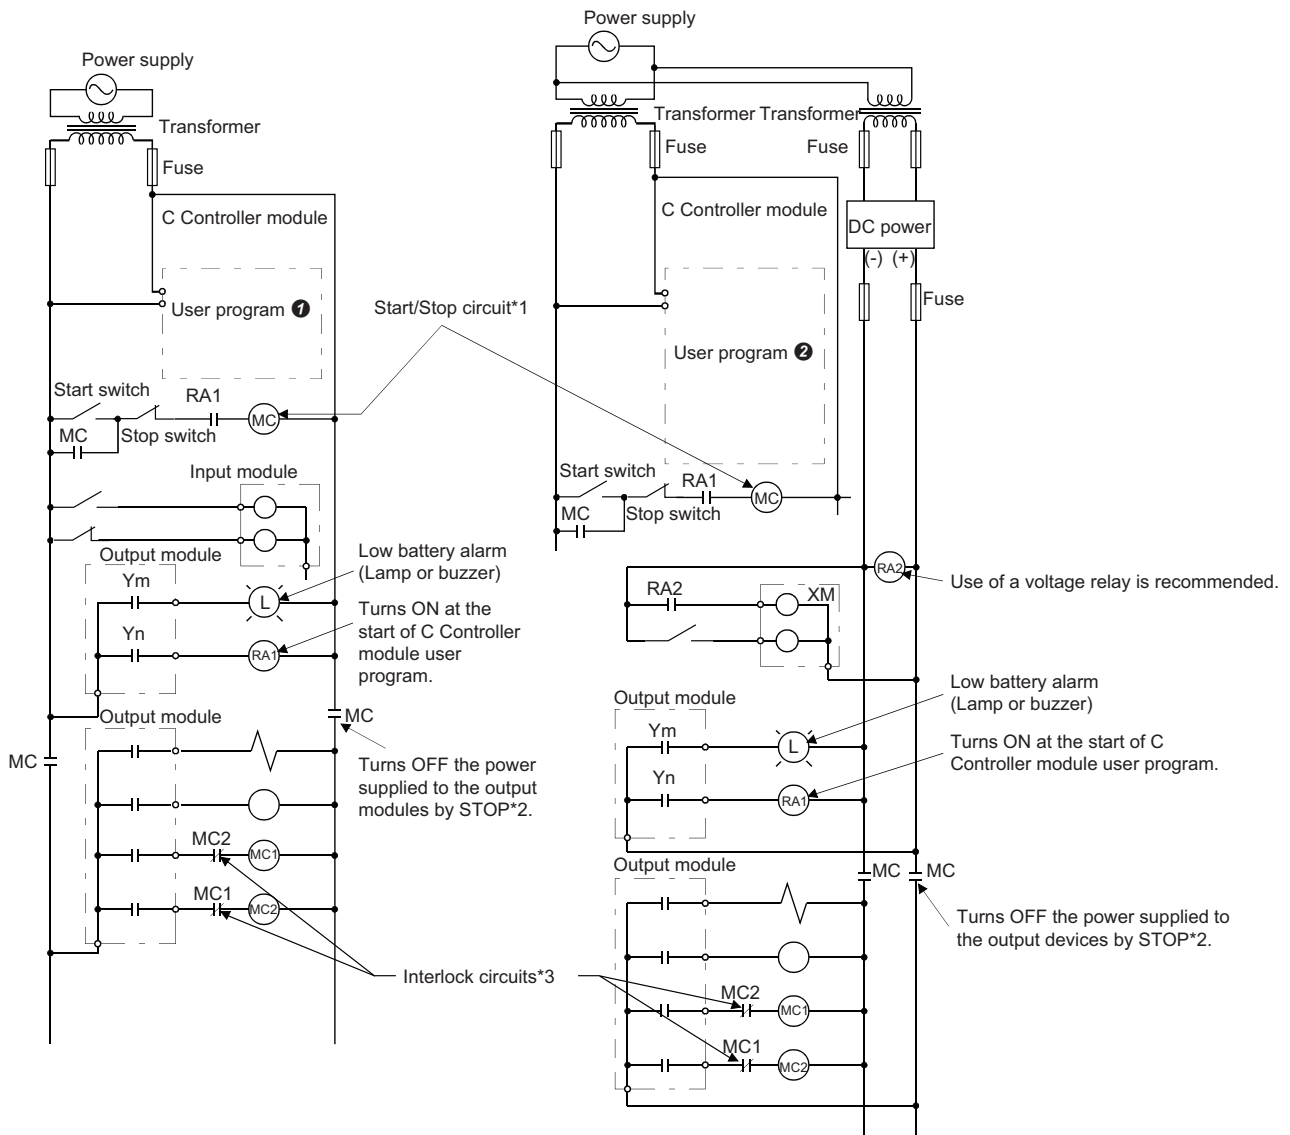 Power supply
Transformer
Fuse
C Controller module
User program ❶
Start switch
RA1
MC
MC
Stop switch
Input module
Output module
Ym
L
Yn
RA1
Low battery alarm
(Lamp or buzzer)
Turns ON at the
start of C Controller
module user
program.
Output module
MC
MC
Turns OFF the power
supplied to the output
modules by STOP*2.
MC2
MC1
MC1
MC2
Start/Stop circuit*1
Interlock circuits*3
Power supply
Transformer Transformer
Fuse
Fuse
C Controller module
DC power
(-) (+)
Fuse
User program ❷
Start switch
RA1
MC
MC
Stop switch
RA2
Use of a voltage relay is recommended.
RA2
XM
Output module
Ym
L
Yn
RA1
Low battery alarm
(Lamp or buzzer)
Turns ON at the start of C
Controller module user program.
Output module
MC
MC
Turns OFF the power supplied to
the output devices by STOP*2.
MC2
MC1
MC1
MC2